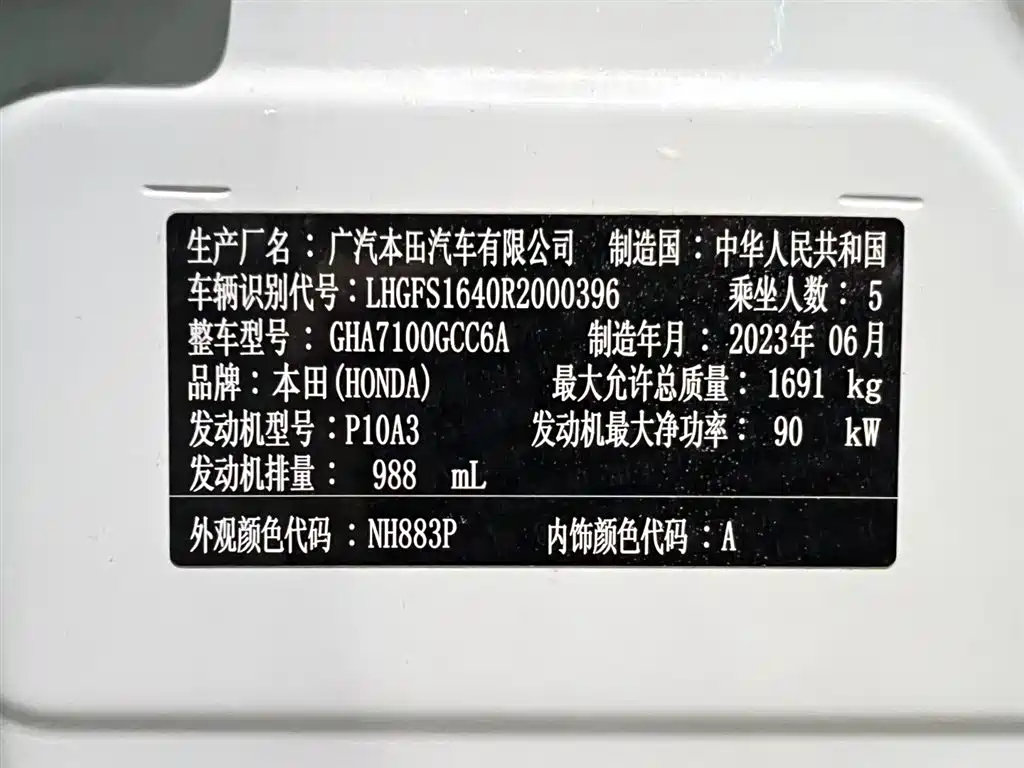 生产厂名：广汽本田汽车有限公司 制造国：中华人民共和国
车辆识别代号：LHGFS1640R2000396 乘坐人数：5
整车型号：GHA7100GCC6A 制造年月：2023年06月
品牌：本田(HONDA) 最大允许总质量：1691 kg
发动机型号：P10A3 发动机最大净功率：90 kW
发动机排量：988 mL
外观颜色代码：NH883P 内饰颜色代码：A